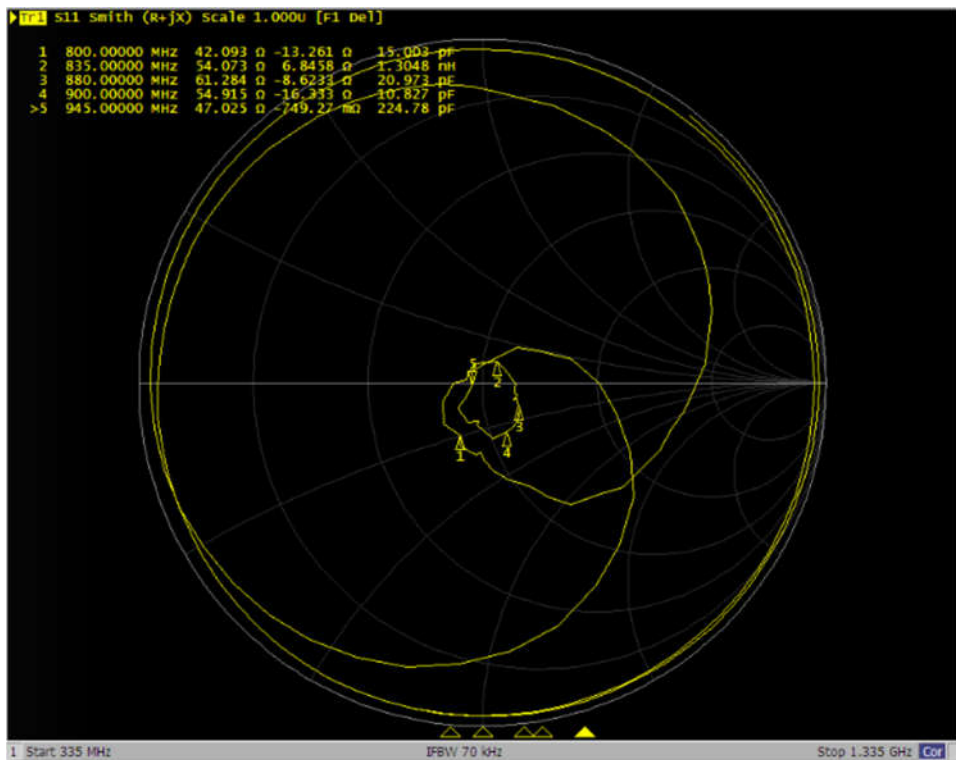 Tr1 S11 Smith (R+jX) Scale 1.000U [F1 Del]
1 800.00000 MHz 42.093 Ω -13.261 Ω 15.003 pF
2 835.00000 MHz 54.073 Ω 6.8458 Ω 1.3048 nH
3 880.00000 MHz 61.284 Ω -8.6233 Ω 20.973 pF
4 900.00000 MHz 54.915 Ω -16.333 Ω 10.827 pF
>5 945.00000 MHz 47.025 Ω -749.27 mΩ 224.78 pF
5
2
3
4
1
1 Start 335 MHz IFBW 70 kHz Stop 1.335 GHz Cor